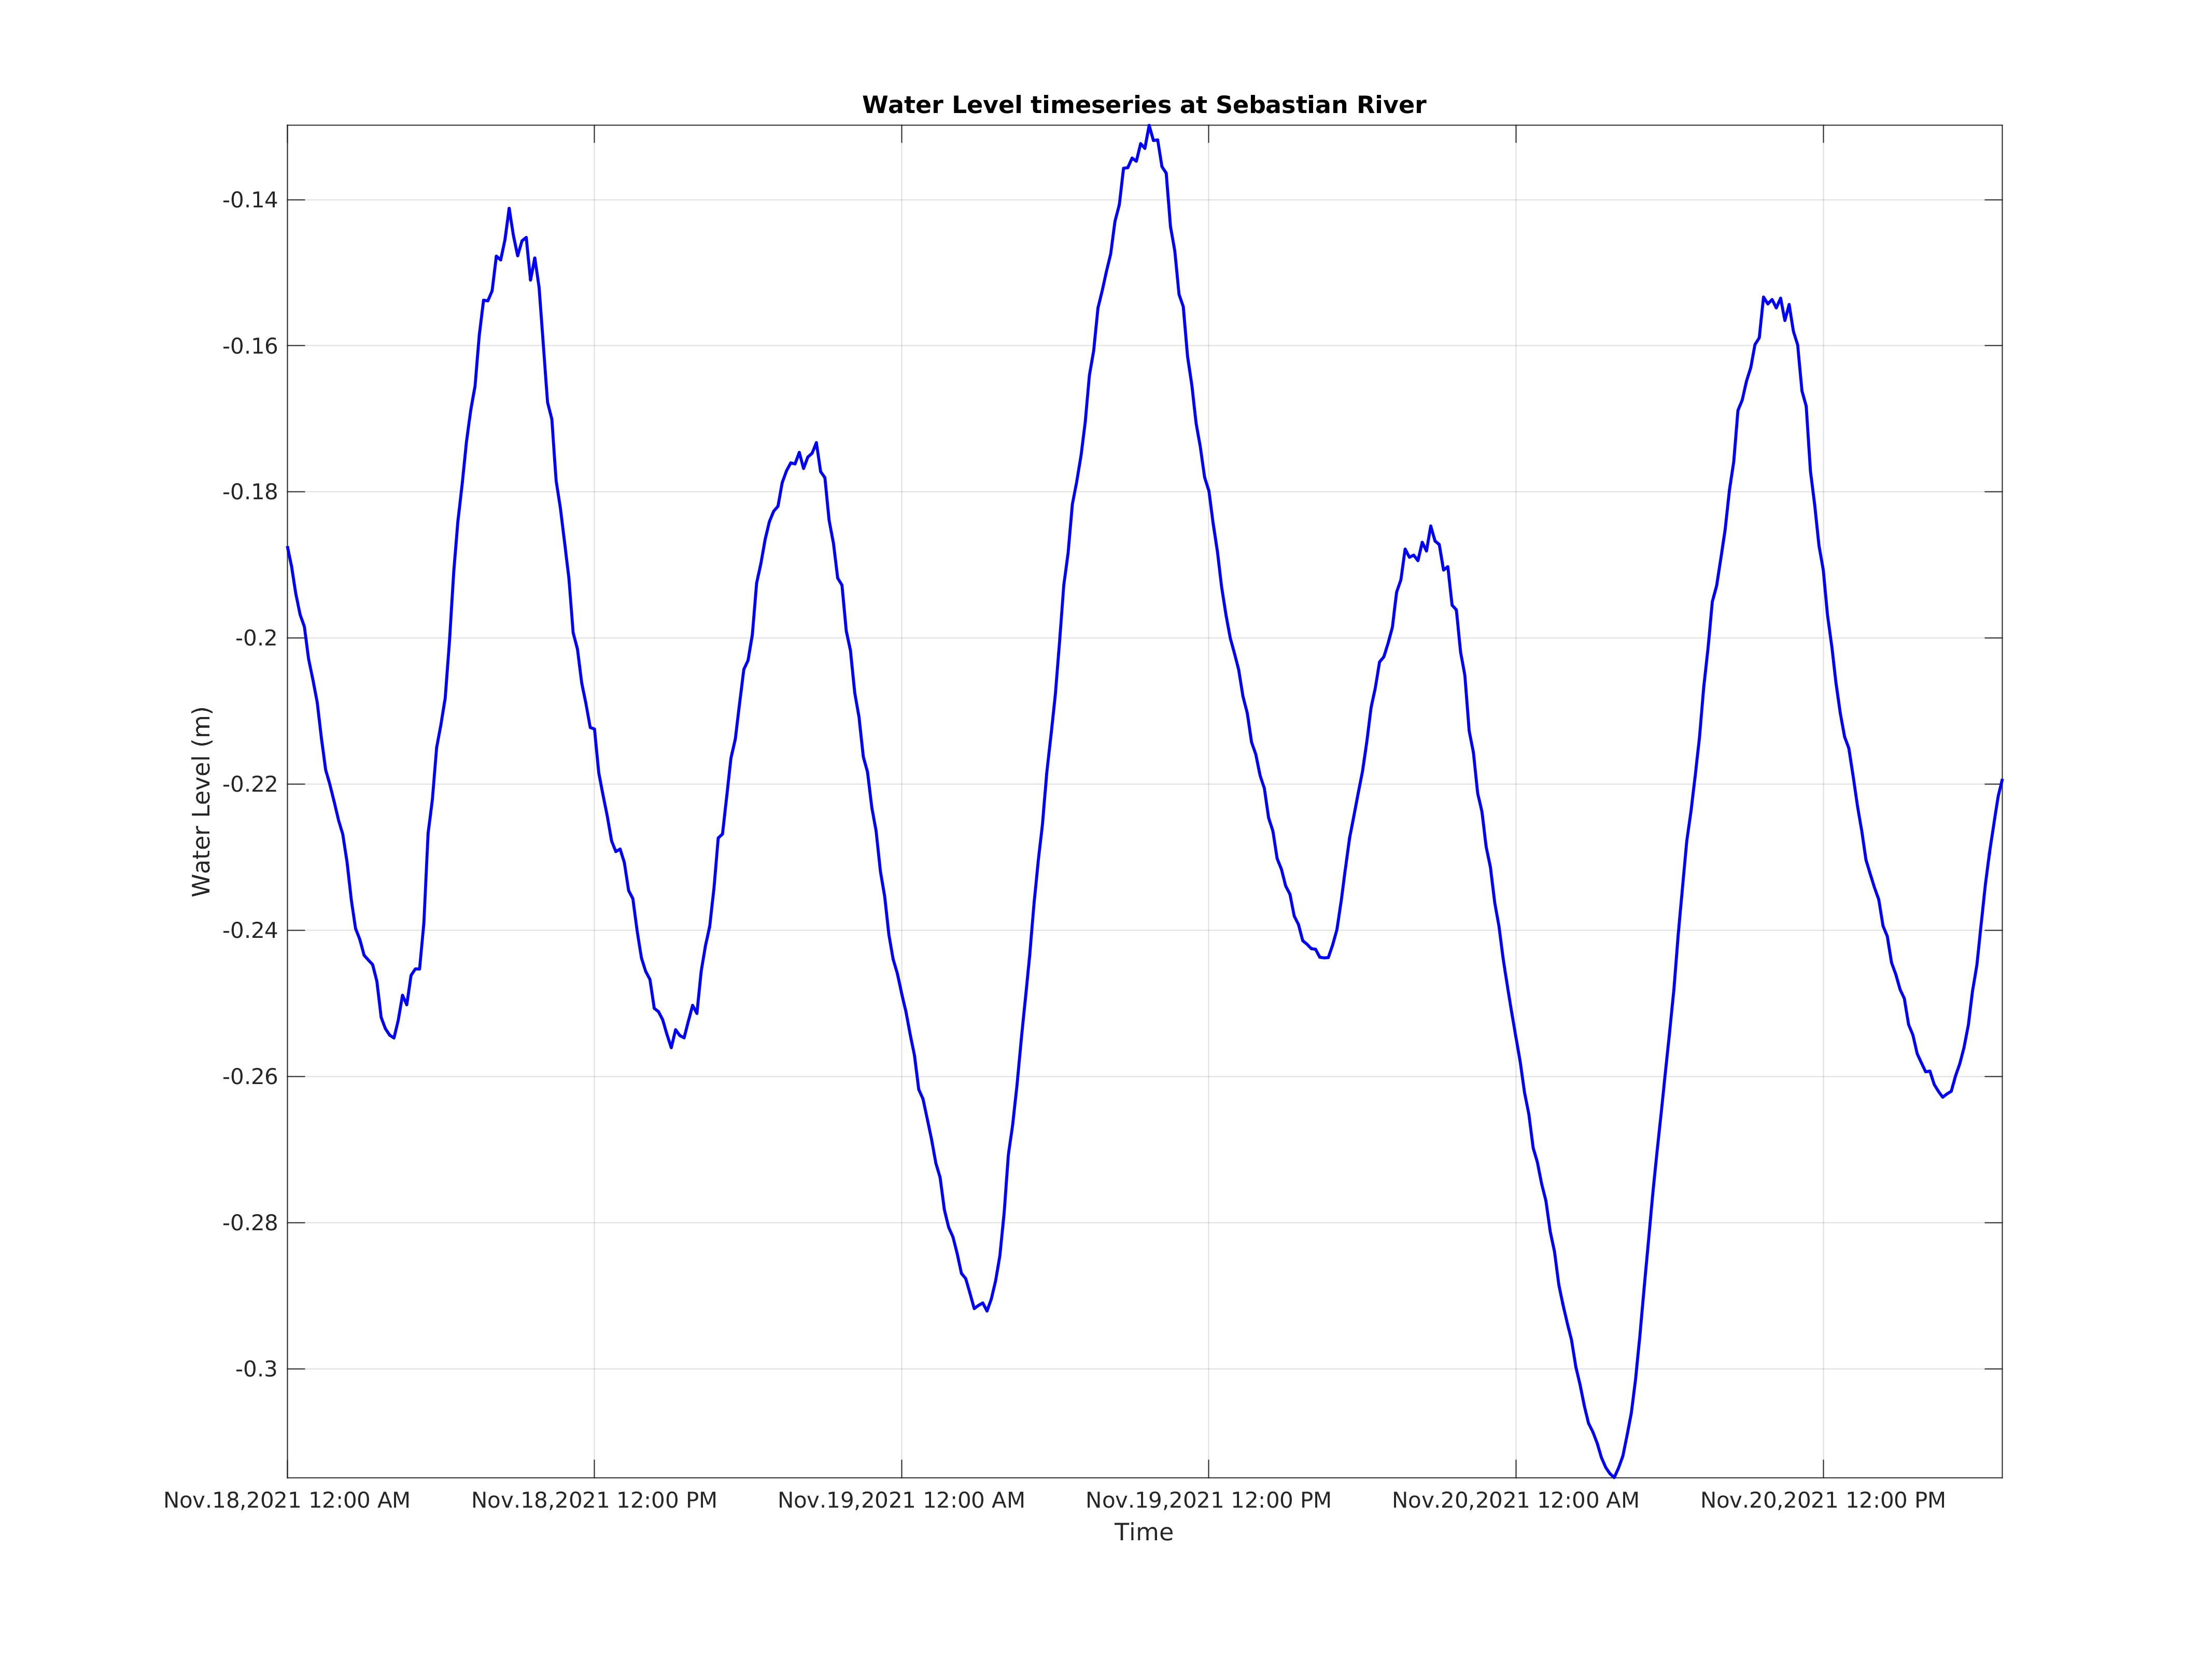 Water Level timeseries at Sebastian River
-0.14
-0.16
-0.18
-0.2
-0.22
-0.24
-0.26
-0.28
-0.3
Water Level (m)
Nov.18,2021 12:00 AM Nov.18,2021 12:00 PM Nov.19,2021 12:00 AM Nov.19,2021 12:00 PM Nov.20,2021 12:00 AM Nov.20,2021 12:00 PM
Time